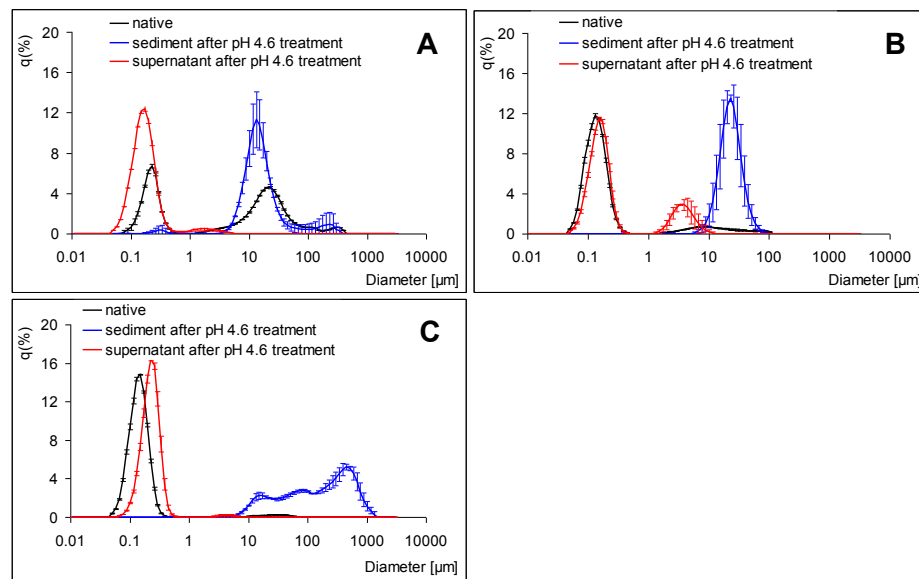 native
sediment after pH 4.6 treatment
supernatant after pH 4.6 treatment
A
q(%)
20
16
12
8
4
0
0.01 0.1 1 10 100 1000 10000
Diameter [µm]
native
sediment after pH 4.6 treatment
supernatant after pH 4.6 treatment
B
q(%)
20
16
12
8
4
0
0.01 0.1 1 10 100 1000 10000
Diameter [µm]
native
sediment after pH 4.6 treatment
supernatant after pH 4.6 treatment
C
q(%)
20
16
12
8
4
0
0.01 0.1 1 10 100 1000 10000
Diameter [µm]